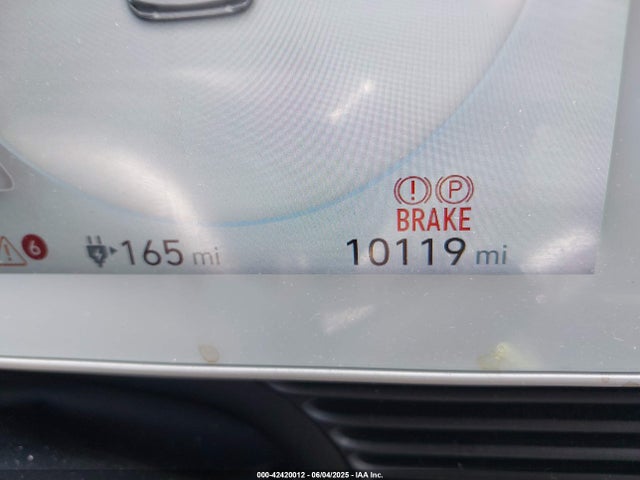 (!) (P)
BRAKE
6 165 mi 10119 mi
000-42420012 - 06/04/2025 - IAA Inc.